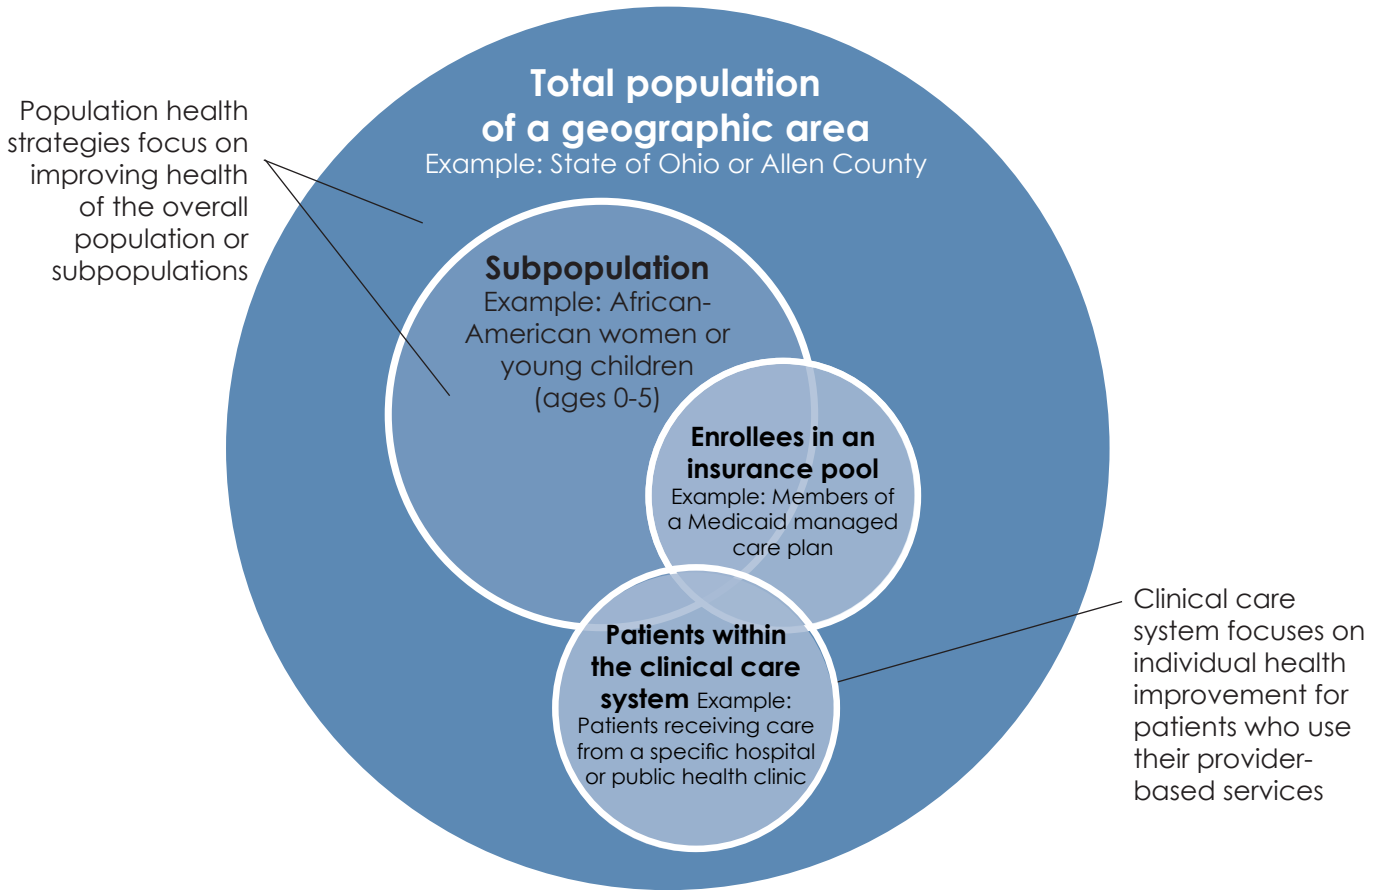 Total population
of a geographic area
Example: State of Ohio or Allen County
Population health
strategies focus on
improving health
of the overall
population or
subpopulations
Subpopulation
Example: African-
American women or
young children
(ages 0-5)
Enrollees in an
insurance pool
Example: Members of
a Medicaid managed
care plan
Patients within
the clinical care
system Example:
Patients receiving care
from a specific hospital
or public health clinic
Clinical care
system focuses on
individual health
improvement for
patients who use
their provider-
based services